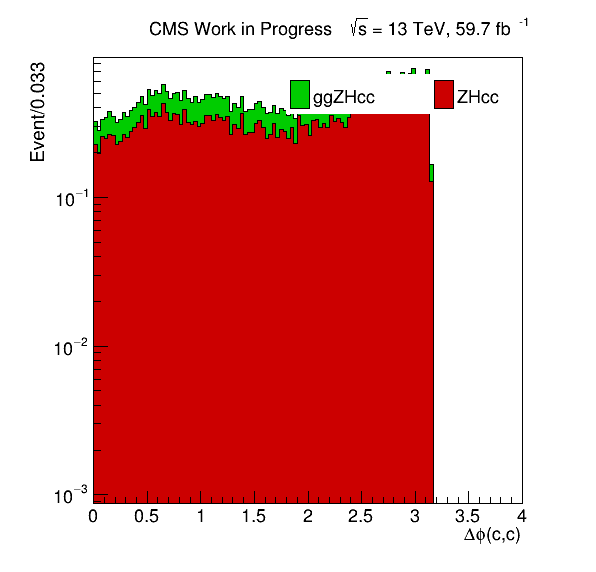 CMS Work in Progress √s = 13 TeV, 59.7 fb⁻¹
Event/0.033
ggZHcc ZHcc
10⁻¹
10⁻²
10⁻³
0 0.5 1 1.5 2 2.5 3 3.5 4
Δϕ(c,c)